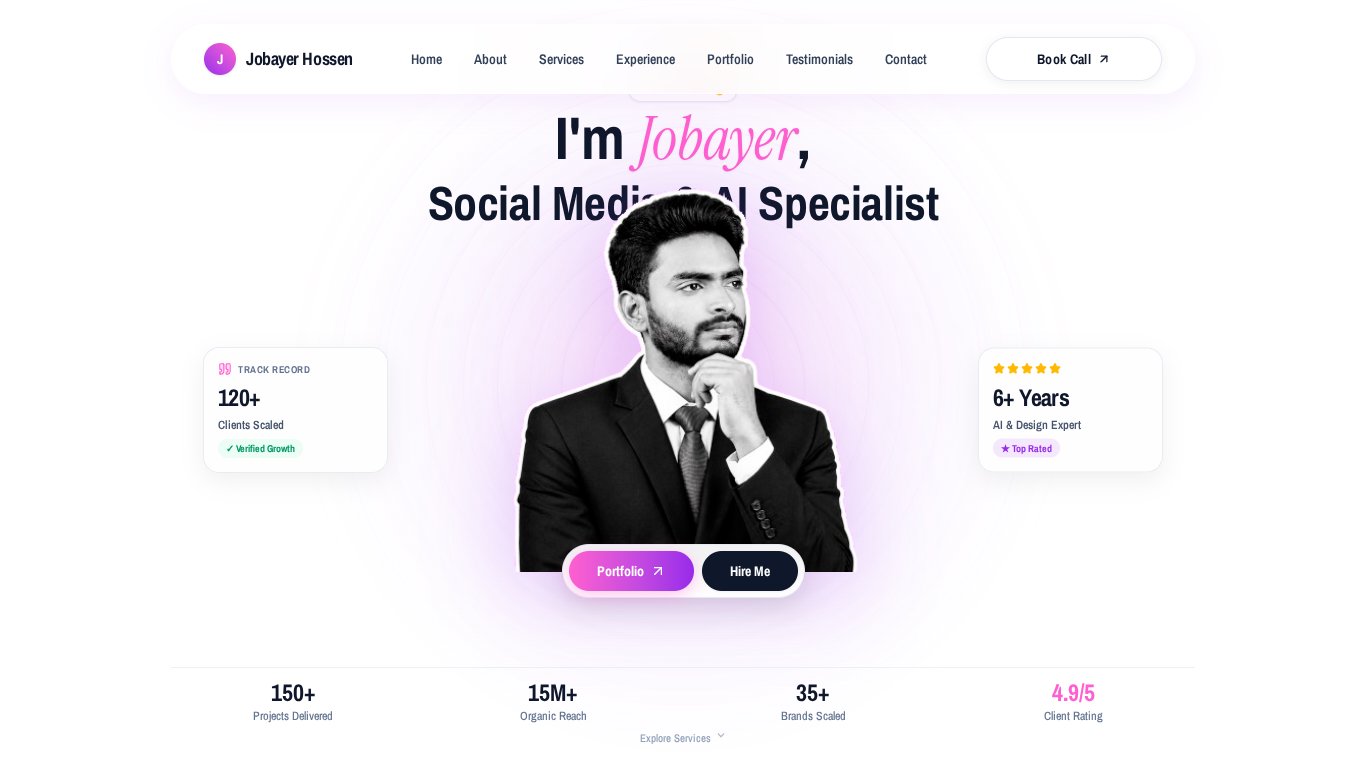 J Jobayer Hossen Home About Services Experience Portfolio Testimonials Contact Book Call
I'm Jobayer,
Social Media & AI Specialist
TRACK RECORD
120+
Clients Scaled
✓ Verified Growth
6+ Years
AI & Design Expert
★ Top Rated
Portfolio Hire Me
150+ 15M+ 35+ 4.9/5
Projects Delivered Organic Reach Brands Scaled Client Rating
Explore Services